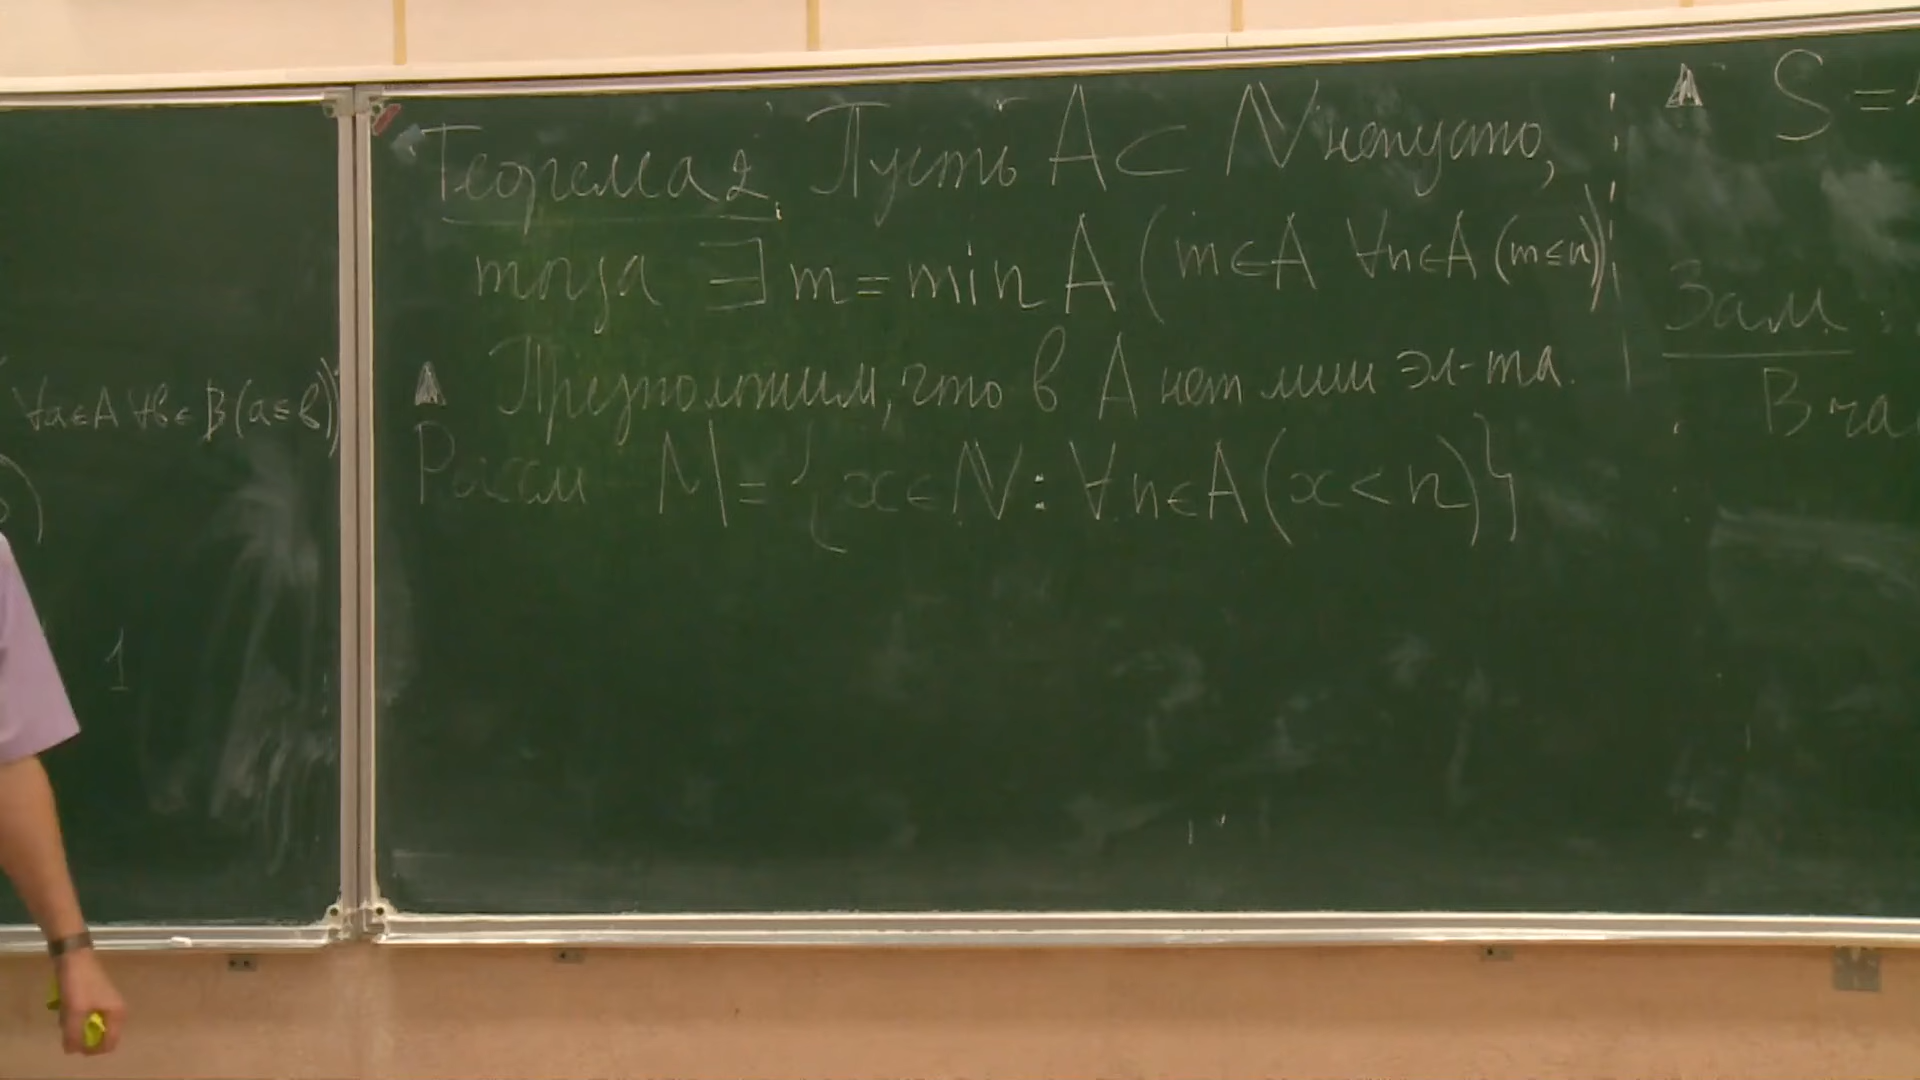 ∀a∈A ∀b∈B(a≤b)
1
Теорема 2. Пусть A ⊂ N непусто,
тогда ∃ m = min A (m∈A ∀n∈A (m≤n))
▲ Предположим, что в A нет мин эл-та.
Рассм M = {x∈N : ∀n∈A (x < n)}
▲ S =
Зам.
В ча